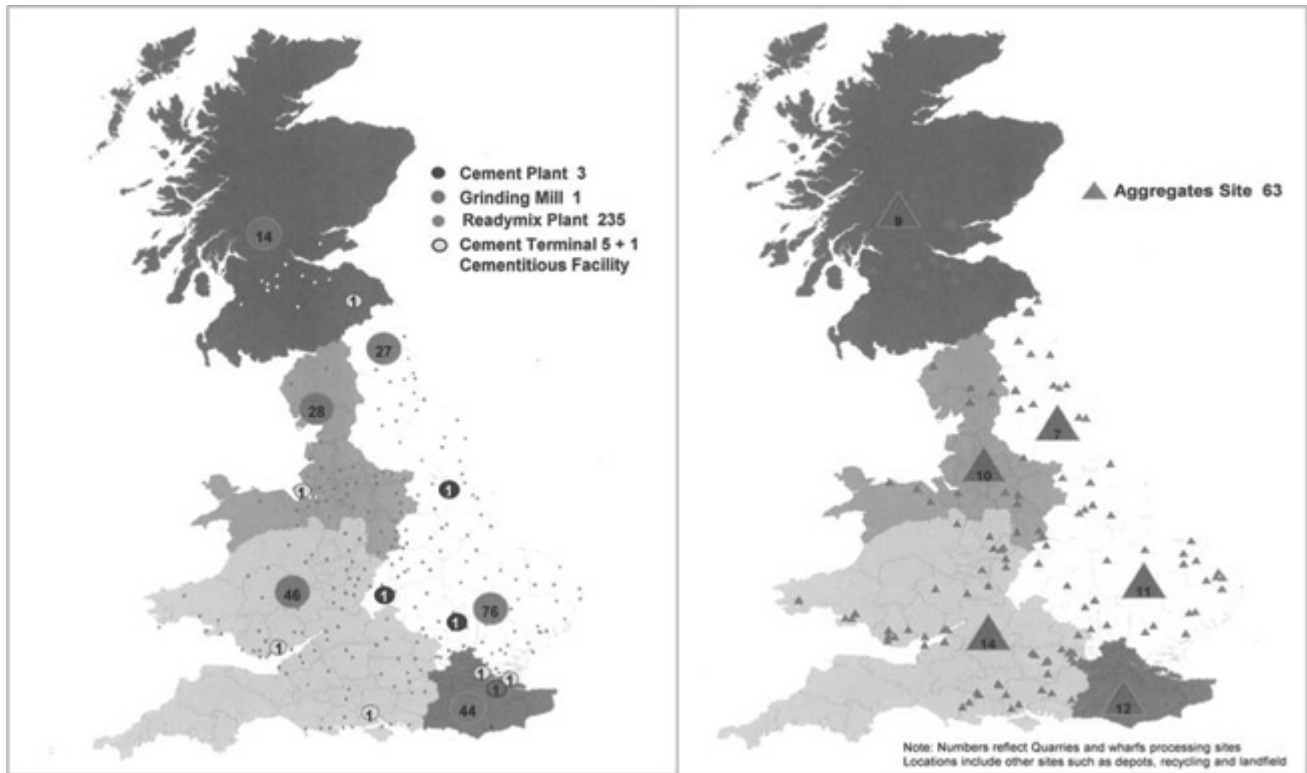 Cement Plant 3
Grinding Mill 1
Readymix Plant 235
Cement Terminal 5 + 1
Cementitious Facility
14
1
27
28
1
1
46
1
76
1
1
1
1
1
44
1
Aggregates Site 63
9
7
10
11
14
12
Note: Numbers reflect Quarries and wharfs processing sites
Locations include other sites such as depots, recycling and landfield